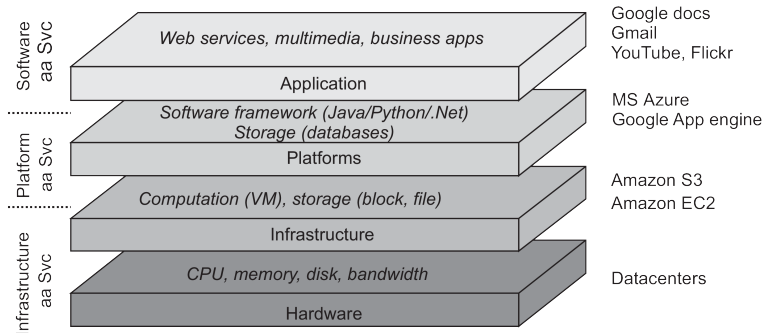 Software
aa Svc
Web services, multimedia, business apps
Application
Google docs
Gmail
YouTube, Flickr
Platform
aa Svc
Software framework (Java/Python/.Net)
Storage (databases)
Platforms
MS Azure
Google App engine
Infrastructure
aa Svc
Computation (VM), storage (block, file)
Infrastructure
Amazon S3
Amazon EC2
CPU, memory, disk, bandwidth
Hardware
Datacenters